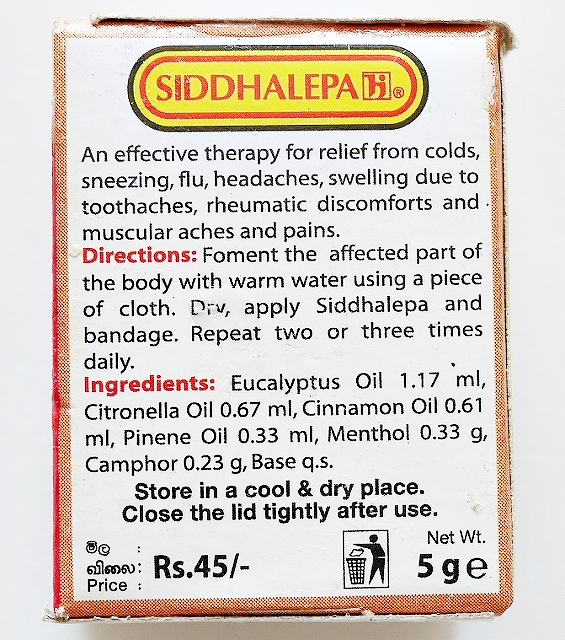 SIDDHALEPA ®
An effective therapy for relief from colds,
sneezing, flu, headaches, swelling due to
toothaches, rheumatic discomforts and
muscular aches and pains.
Directions: Foment the affected part of
the body with warm water using a piece
of cloth. Dry, apply Siddhalepa and
bandage. Repeat two or three times
daily.
Ingredients: Eucalyptus Oil 1.17 ml,
Citronella Oil 0.67 ml, Cinnamon Oil 0.61
ml, Pinene Oil 0.33 ml, Menthol 0.33 g,
Camphor 0.23 g, Base q.s.
Store in a cool & dry place.
Close the lid tightly after use.
මිල :
விலை:
Price : Rs.45/-
Net Wt.
5 g e